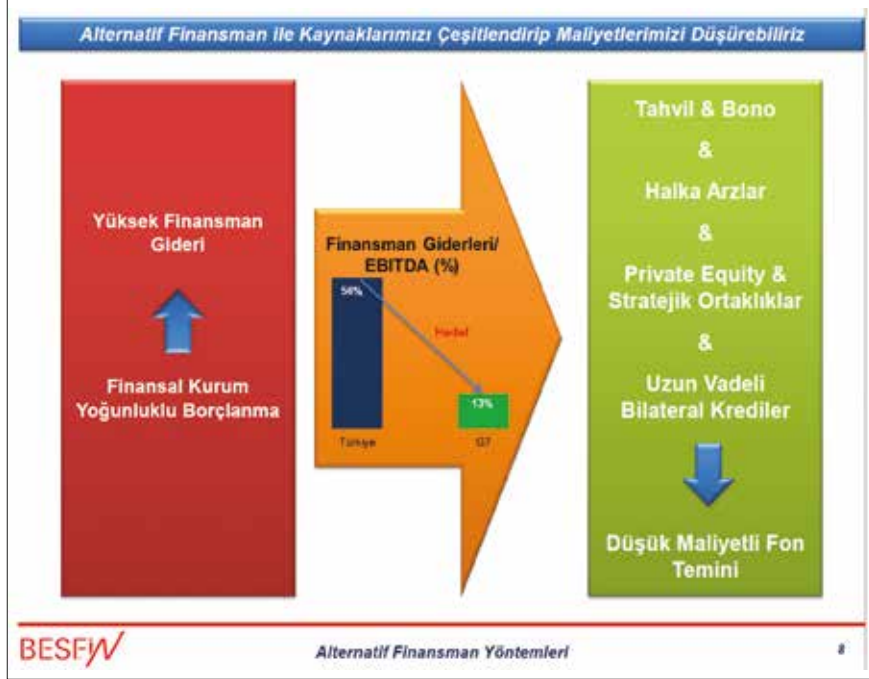 Alternatif Finansman ile Kaynaklarımızı Çeşitlendirip Maliyetlerimizi Düşürebiliriz
Yüksek Finansman
Gideri
Finansal Kurum
Yoğunluklu Borçlanma
Finansman Giderleri/
EBITDA (%)
56%
Hedef
13%
Türkiye
G7
Tahvil & Bono
&
Halka Arzlar
&
Private Equity &
Stratejik Ortaklıklar
&
Uzun Vadeli
Bilateral Krediler
Düşük Maliyetli Fon
Temini
BESFIN
Alternatif Finansman Yöntemleri
8